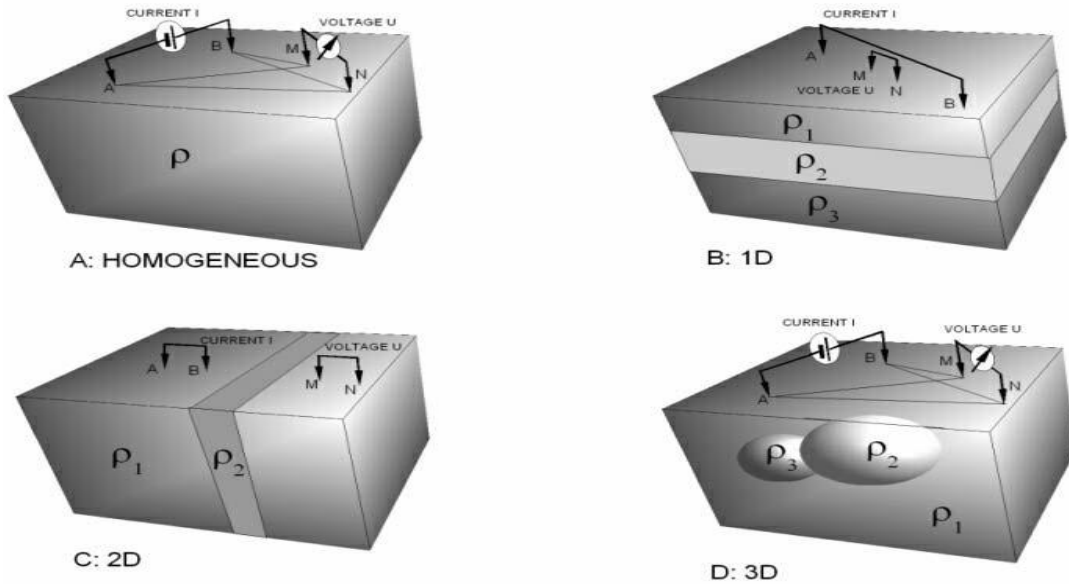 CURRENT I
VOLTAGE U
B
M
A
N
ρ
A: HOMOGENEOUS
CURRENT I
A
M
N
VOLTAGE U
B
ρ1
ρ2
ρ3
B: 1D
CURRENT I
VOLTAGE U
A
B
M
N
ρ1
ρ2
C: 2D
CURRENT I
VOLTAGE U
B
M
A
N
ρ3
ρ2
ρ1
D: 3D